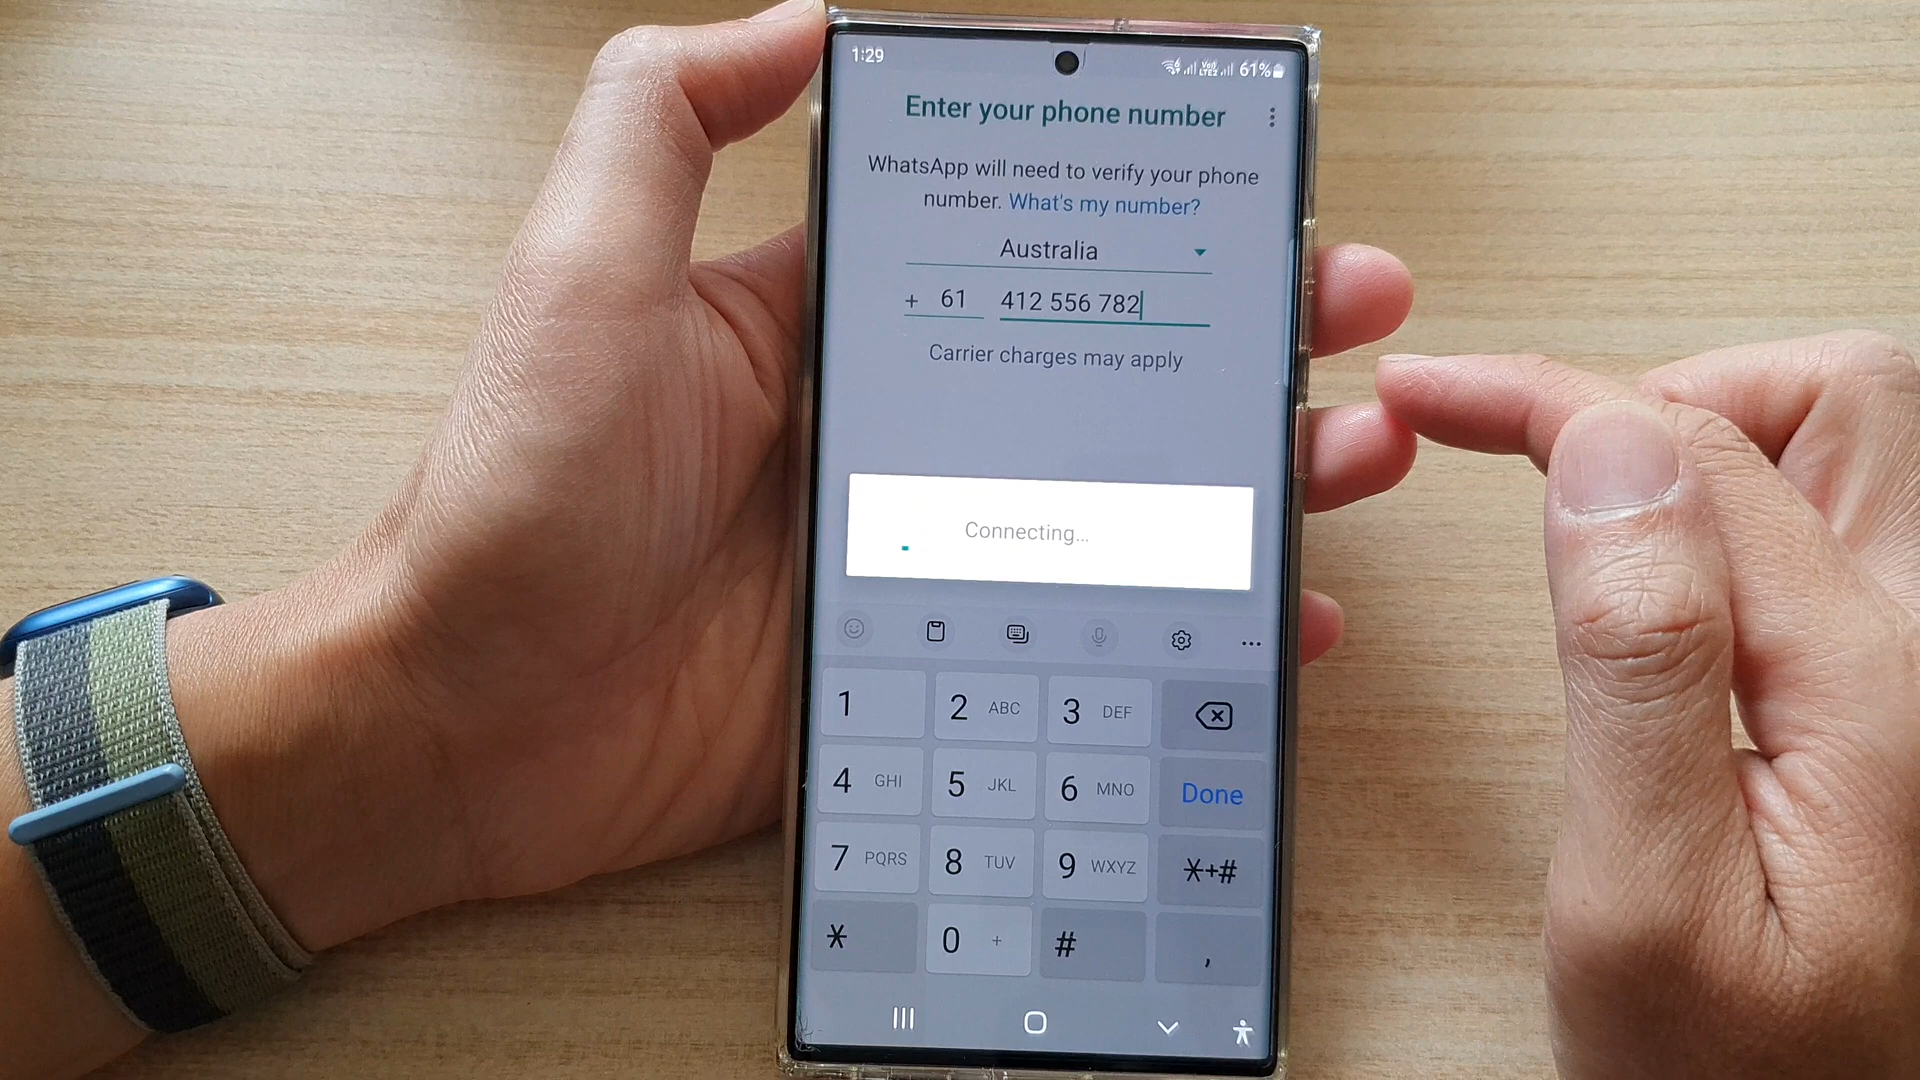 1:29
VoI) LTE2 61%
Enter your phone number
WhatsApp will need to verify your phone
number. What's my number?
Australia
+ 61 412 556 782
Carrier charges may apply
Connecting...
1 2 ABC 3 DEF
4 GHI 5 JKL 6 MNO Done
7 PQRS 8 TUV 9 WXYZ *+#
* 0 + # ,